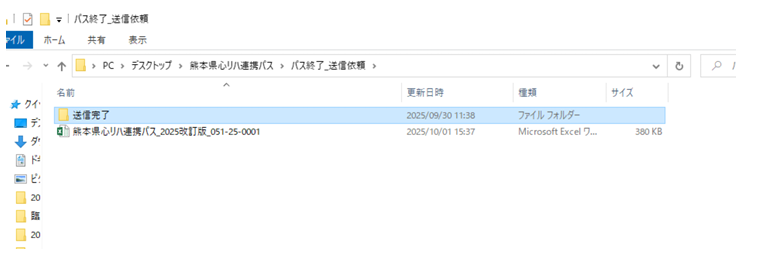 パス終了_送信依頼
ァイル ホーム 共有 表示
PC › デスクトップ › 熊本県心リハ連携パス › パス終了_送信依頼 ›
名前 更新日時 種類 サイズ
送信完了 2025/09/30 11:38 ファイル フォルダー
熊本県心リハ連携パス_2025改訂版_051-25-0001 2025/10/01 15:37 Microsoft Excel ワ... 380 KB
クイ
デ
ダ
ドキ
ピ
20
臨
20